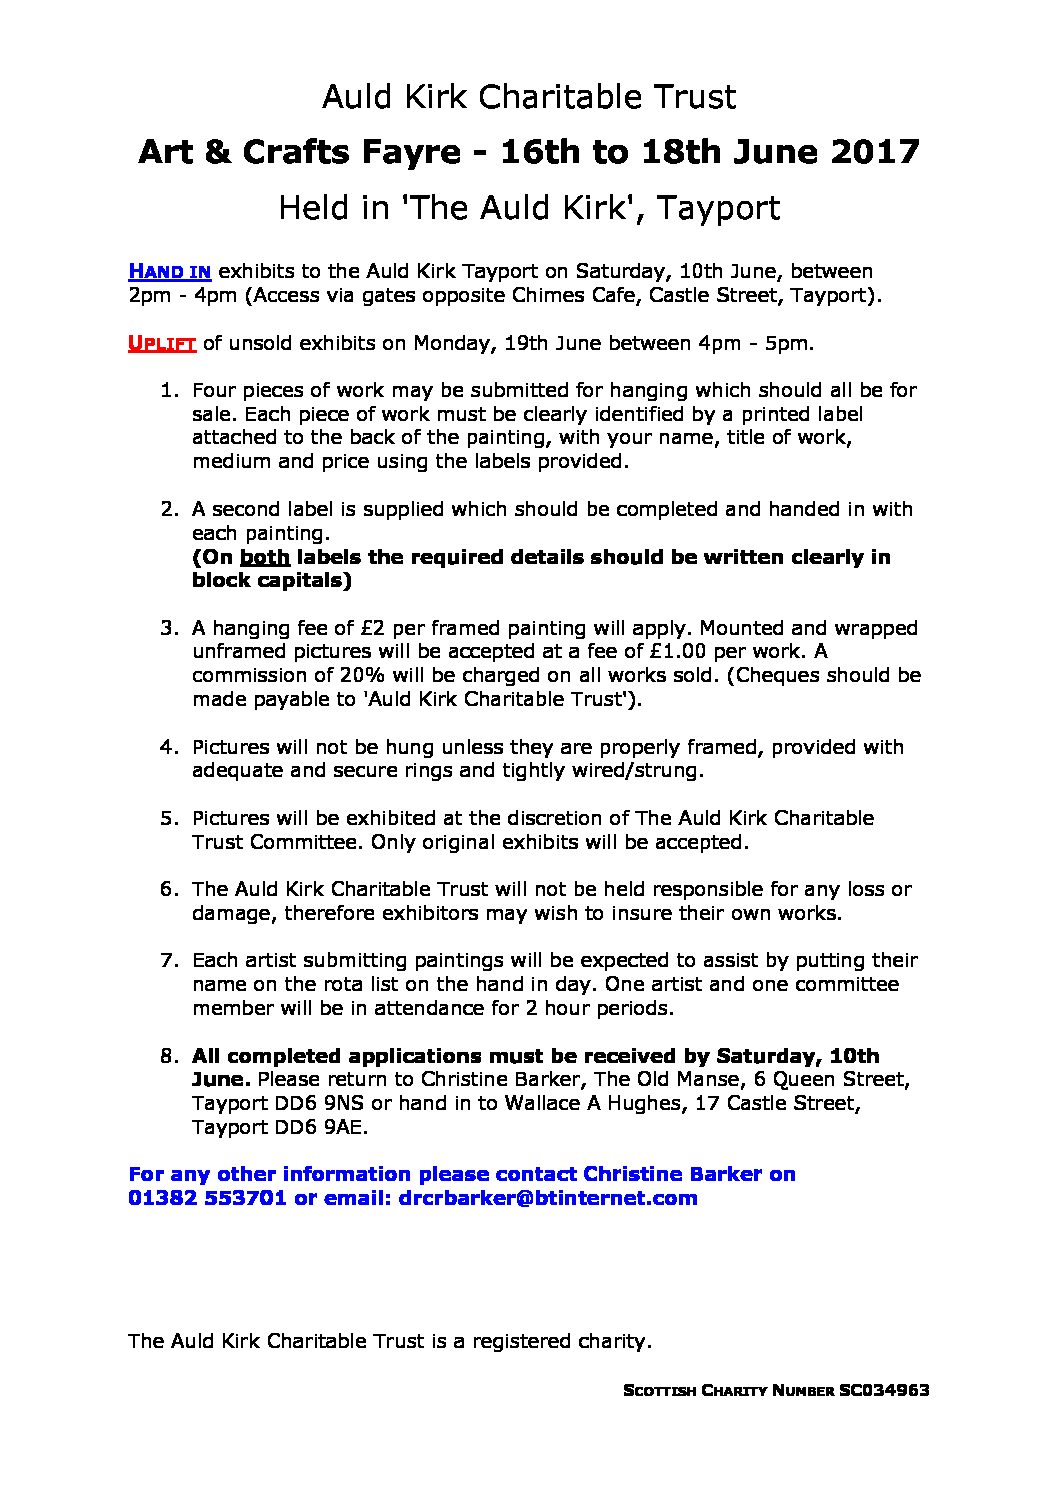 Auld Kirk Charitable Trust
Art & Crafts Fayre - 16th to 18th June 2017
Held in 'The Auld Kirk', Tayport
HAND IN exhibits to the Auld Kirk Tayport on Saturday, 10th June, between
2pm - 4pm (Access via gates opposite Chimes Cafe, Castle Street, Tayport).
UPLIFT of unsold exhibits on Monday, 19th June between 4pm - 5pm.
1. Four pieces of work may be submitted for hanging which should all be for
sale. Each piece of work must be clearly identified by a printed label
attached to the back of the painting, with your name, title of work,
medium and price using the labels provided.
2. A second label is supplied which should be completed and handed in with
each painting.
(On both labels the required details should be written clearly in
block capitals)
3. A hanging fee of £2 per framed painting will apply. Mounted and wrapped
unframed pictures will be accepted at a fee of £1.00 per work. A
commission of 20% will be charged on all works sold. (Cheques should be
made payable to 'Auld Kirk Charitable Trust').
4. Pictures will not be hung unless they are properly framed, provided with
adequate and secure rings and tightly wired/strung.
5. Pictures will be exhibited at the discretion of The Auld Kirk Charitable
Trust Committee. Only original exhibits will be accepted.
6. The Auld Kirk Charitable Trust will not be held responsible for any loss or
damage, therefore exhibitors may wish to insure their own works.
7. Each artist submitting paintings will be expected to assist by putting their
name on the rota list on the hand in day. One artist and one committee
member will be in attendance for 2 hour periods.
8. All completed applications must be received by Saturday, 10th
June. Please return to Christine Barker, The Old Manse, 6 Queen Street,
Tayport DD6 9NS or hand in to Wallace A Hughes, 17 Castle Street,
Tayport DD6 9AE.
For any other information please contact Christine Barker on
01382 553701 or email: drcrbarker@btinternet.com
The Auld Kirk Charitable Trust is a registered charity.
SCOTTISH CHARITY NUMBER SC034963